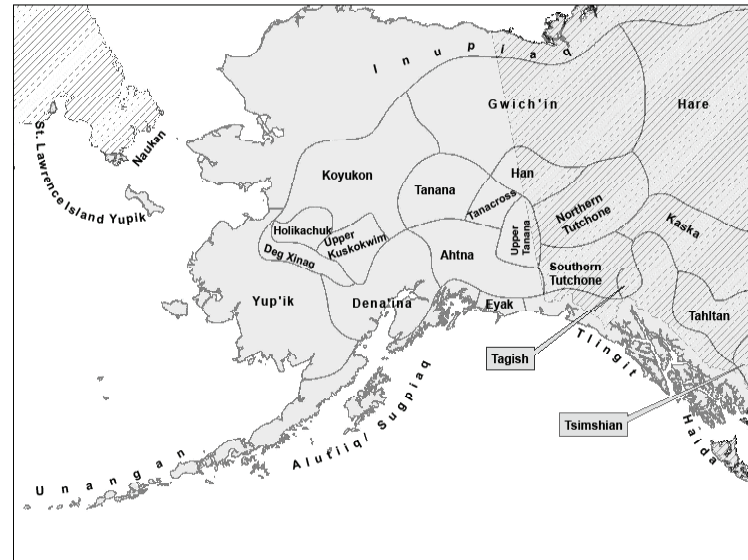 Inupiaq
Gwich'in
Hare
St. Lawrence Island Yupik
Naukan
Koyukon
Tanana
Han
Tanacross
Northern
Tutchone
Kaska
Holikachuk
Upper
Kuskokwim
Deg Xinag
Upper
Tanana
Ahtna
Southern
Tutchone
Yup'ik
Dena'ina
Eyak
Tahltan
Tagish
Tlingit
Tsimshian
Haida
Alutiiq/ Sugpiaq
Unangan